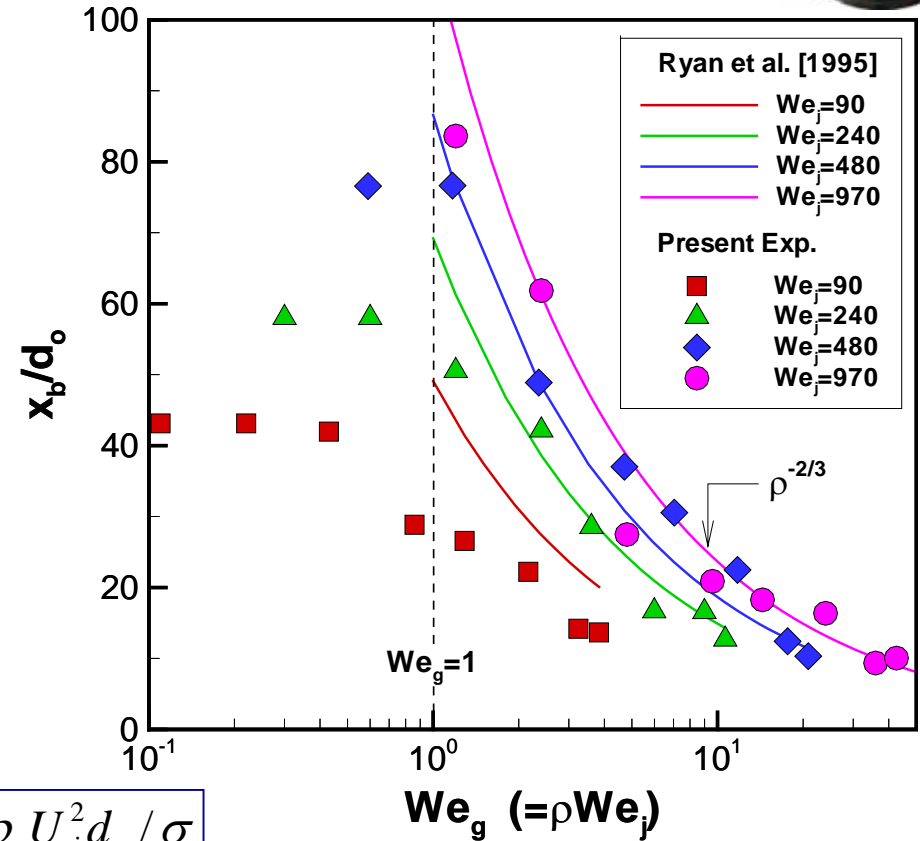 100
80
60
40
20
0
x_b/d_o
Ryan et al. [1995]
We_j=90
We_j=240
We_j=480
We_j=970
Present Exp.
We_j=90
We_j=240
We_j=480
We_j=970
ρ^-2/3
We_g=1
10^-1
10^0
10^1
We_g (=ρWe_j)